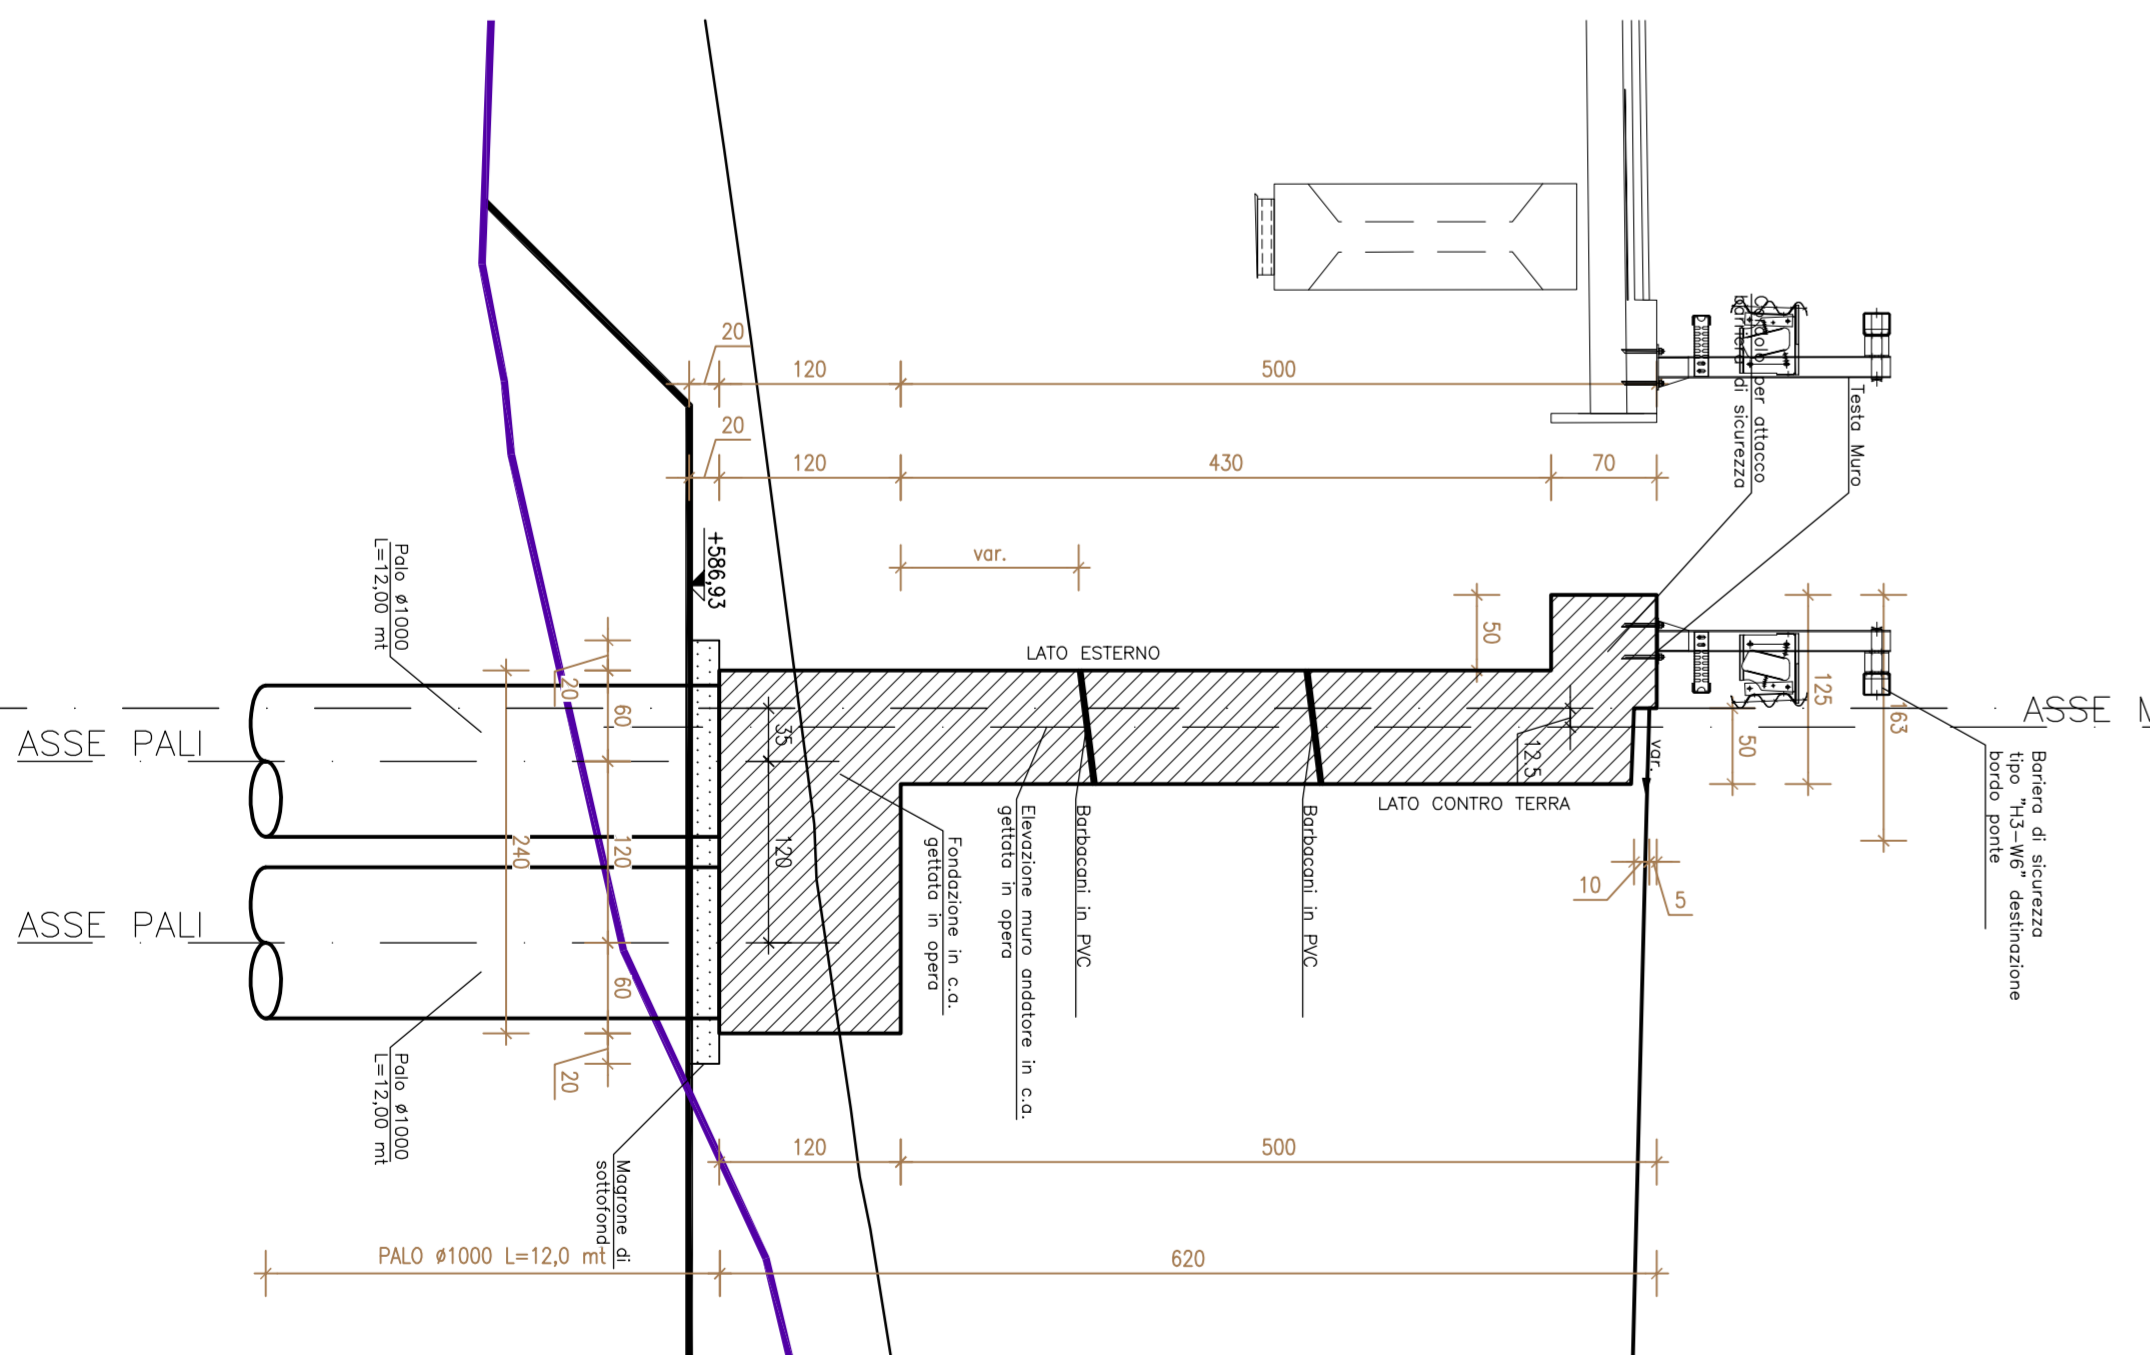 20
120
500
20
120
430
70
var.
+586,93
Palo ø1000
L=12,00 mt
LATO ESTERNO
50
Testa Muro
Cordolo per attacco
barriera di sicurezza
125
163
50
ASSE M
ASSE PALI
ASSE PALI
20
60
120
240
60
20
35
120
12.5
var.
LATO CONTRO TERRA
10
5
Bariera di sicurezza
tipo "H3-W6" destinazione
bordo ponte
Barbacani in PVC
Barbacani in PVC
Elevazione muro andatore in c.a.
gettata in opera
Fondazione in c.a.
gettata in opera
Palo ø1000
L=12,00 mt
Magrone di
sottofond
120
500
PALO ø1000 L=12,0 mt
620